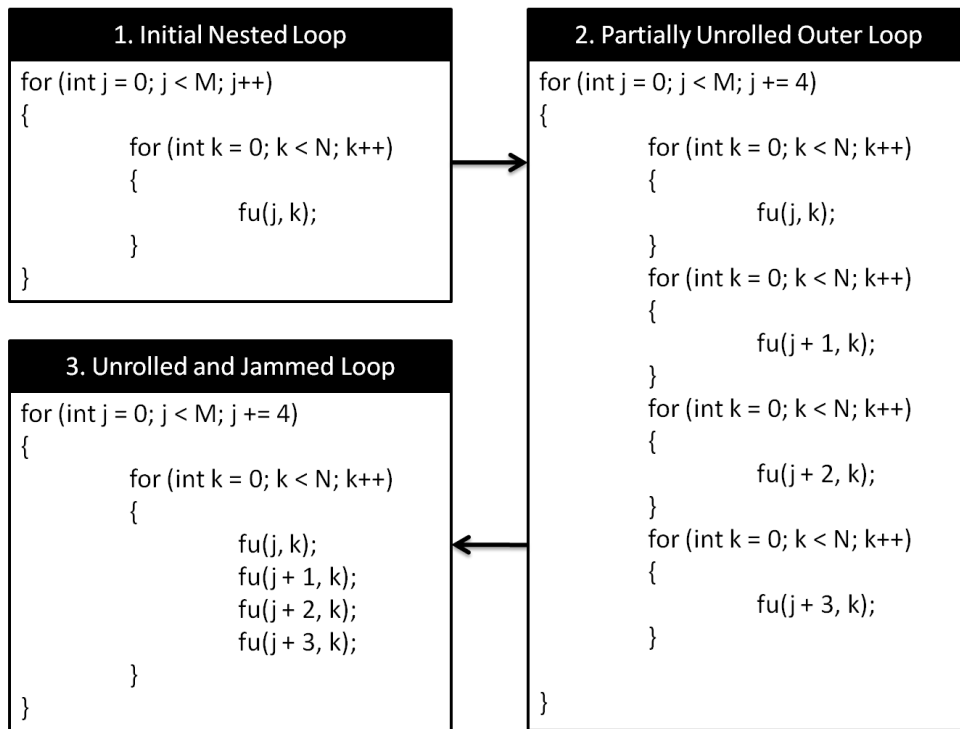 1. Initial Nested Loop
for (int j = 0; j < M; j++)
{
for (int k = 0; k < N; k++)
{
fu(j, k);
}
}
2. Partially Unrolled Outer Loop
for (int j = 0; j < M; j += 4)
{
for (int k = 0; k < N; k++)
{
fu(j, k);
}
for (int k = 0; k < N; k++)
{
fu(j + 1, k);
}
for (int k = 0; k < N; k++)
{
fu(j + 2, k);
}
for (int k = 0; k < N; k++)
{
fu(j + 3, k);
}
}
3. Unrolled and Jammed Loop
for (int j = 0; j < M; j += 4)
{
for (int k = 0; k < N; k++)
{
fu(j, k);
fu(j + 1, k);
fu(j + 2, k);
fu(j + 3, k);
}
}